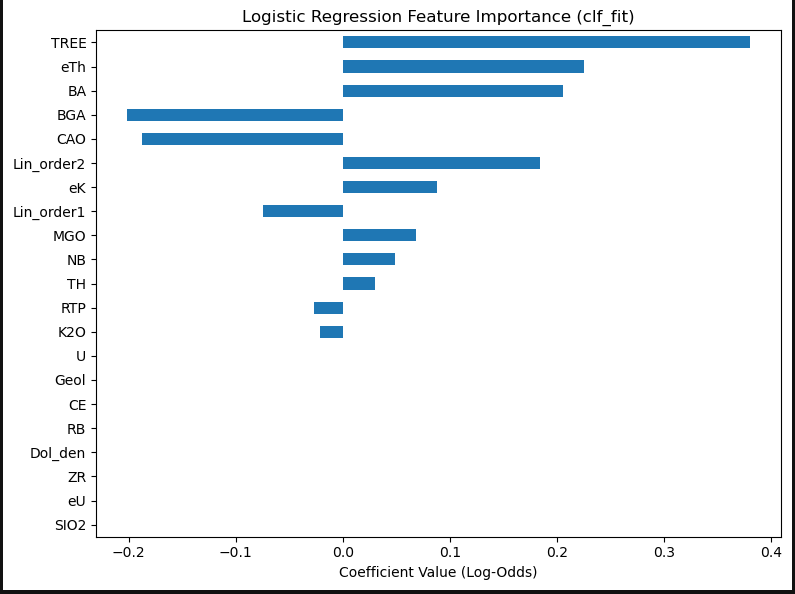 Logistic Regression Feature Importance (clf_fit)
TREE
eTh
BA
BGA
CAO
Lin_order2
eK
Lin_order1
MGO
NB
TH
RTP
K2O
U
Geol
CE
RB
Dol_den
ZR
eU
SIO2
−0.2 −0.1 0.0 0.1 0.2 0.3 0.4
Coefficient Value (Log-Odds)